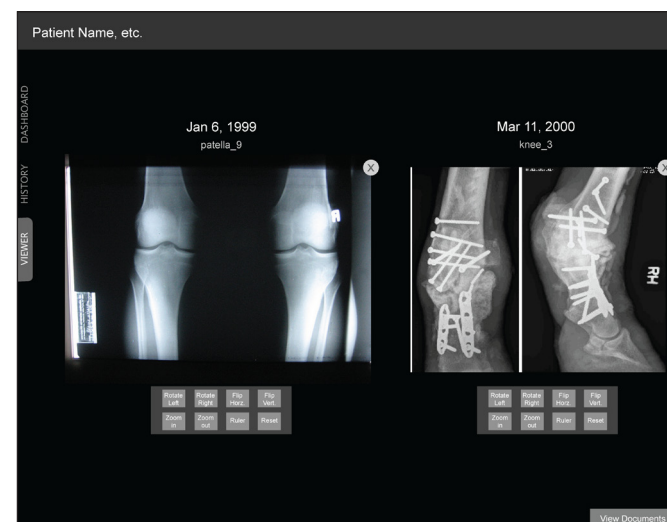 Patient Name, etc.
DASHBOARD
HISTORY
VIEWER
Jan 6, 1999
patella_9
X
Rotate
Left
Rotate
Right
Flip
Horz.
Flip
Vert.
Zoom
in
Zoom
out
Ruler
Reset
Mar 11, 2000
knee_3
X
RH
Rotate
Left
Rotate
Right
Flip
Horz.
Flip
Vert.
Zoom
in
Zoom
out
Ruler
Reset
View Documents